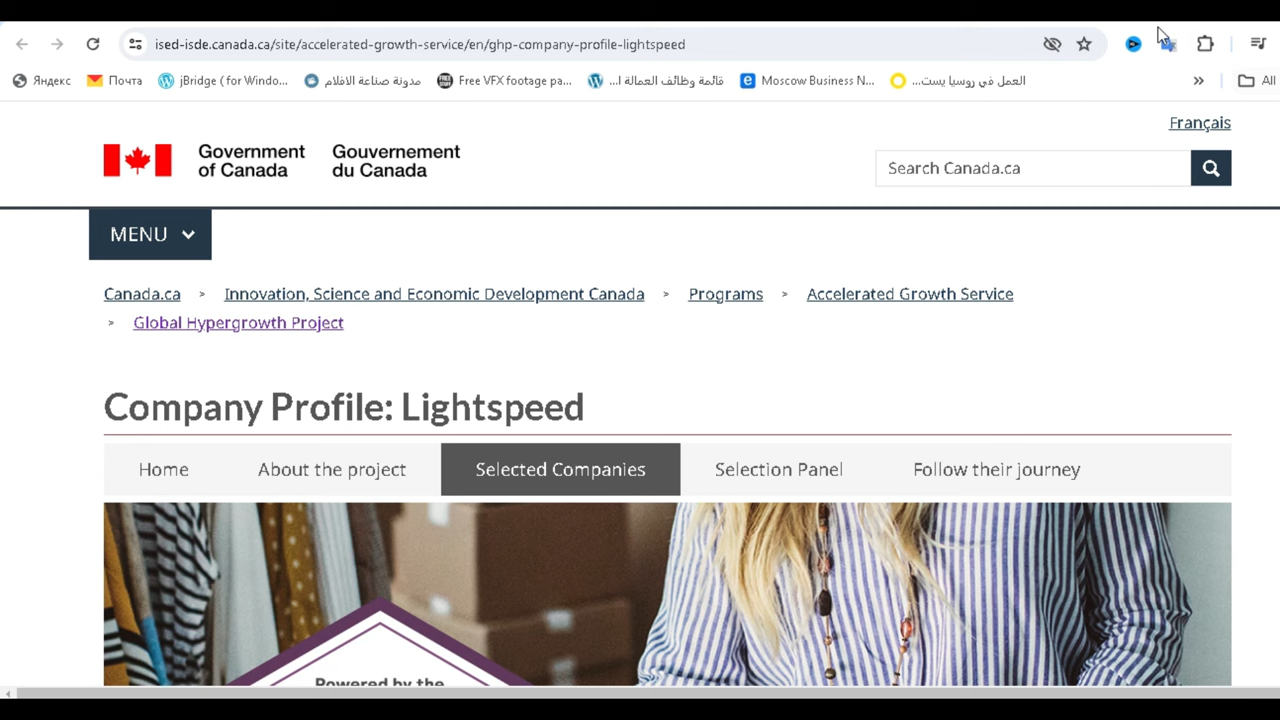 ised-isde.canada.ca/site/accelerated-growth-service/en/ghp-company-profile-lightspeed
Яндекс Почта jBridge (for Windo... مدونة صناعة الافلام Free VFX footage pa... قائمة وظائف العمالة ا... Moscow Business N... العمل في روسيا يست... » All
Français
Government of Canada
Gouvernement du Canada
Search Canada.ca
MENU
Canada.ca > Innovation, Science and Economic Development Canada > Programs > Accelerated Growth Service
> Global Hypergrowth Project
Company Profile: Lightspeed
Home About the project Selected Companies Selection Panel Follow their journey
Powered by the